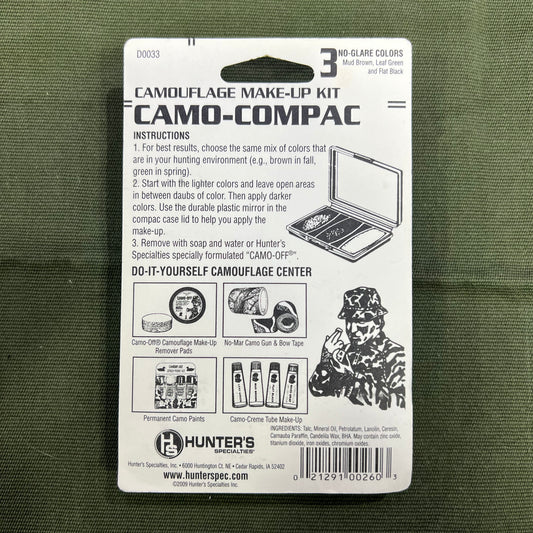 D0033
3 NO-GLARE COLORS
Mud Brown, Leaf Green
and Flat Black
CAMOUFLAGE MAKE-UP KIT
CAMO-COMPAC
INSTRUCTIONS
1. For best results, choose the same mix of colors that
are in your hunting environment (e.g., brown in fall,
green in spring).
2. Start with the lighter colors and leave open areas
in between daubs of color. Then apply darker
colors. Use the durable plastic mirror in the
compac case lid to help you apply the
make-up.
3. Remove with soap and water or Hunter's
Specialties specially formulated "CAMO-OFF®".
DO-IT-YOURSELF CAMOUFLAGE CENTER
CAMO-OFF
Camo-Off® Camouflage Make-Up
Remover Pads
No-Mar Camo Gun & Bow Tape
Permanent Camo Paints
Camo-Creme Tube Make-Up
INGREDIENTS: Talc, Mineral Oil, Petrolatum, Lanolin, Ceresin,
Carnauba Paraffin, Candelila Wax, BHA. May contain zinc oxide,
titanium dioxide, iron oxides, chromium oxides.
HS
HUNTER'S
SPECIALTIES®
Hunter's Specialties, Inc. • 6000 Huntington Ct. NE • Cedar Rapids, IA 52402
www.hunterspec.com
©2009 Hunter's Specialties Inc.
0 21291 00260 3